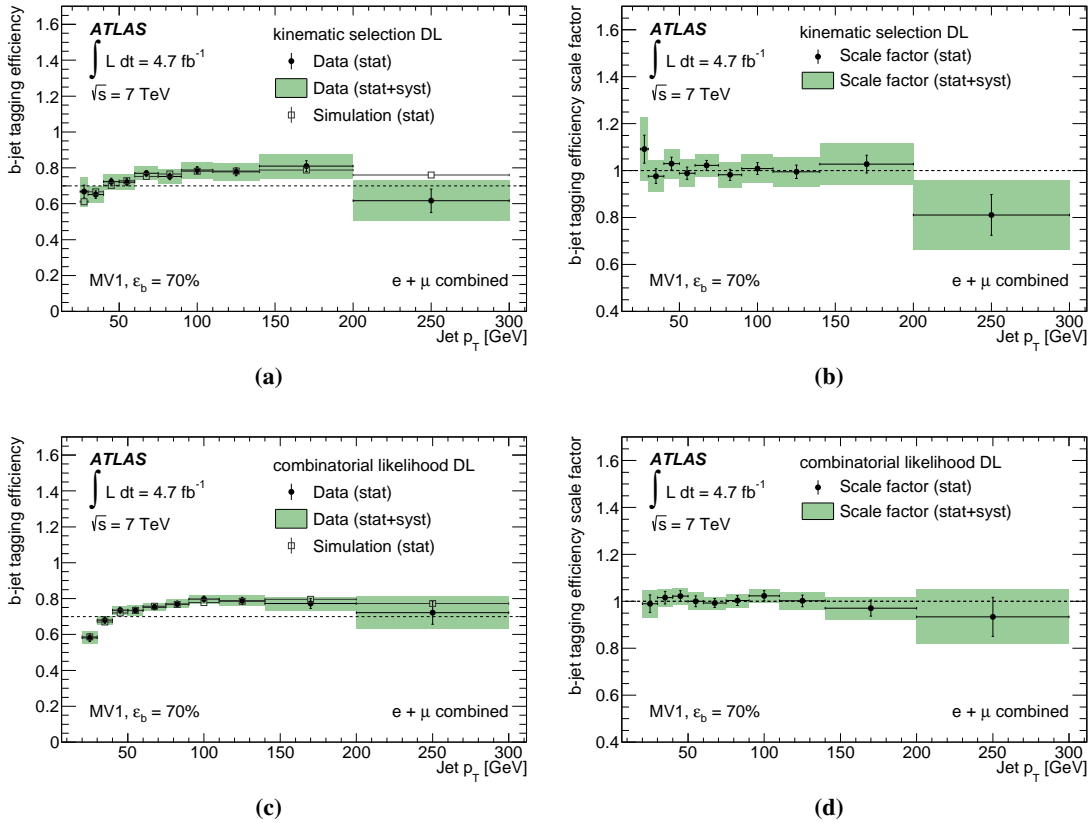 b-jet tagging efficiency
ATLAS
∫ L dt = 4.7 fb⁻¹
√s = 7 TeV
kinematic selection DL
Data (stat)
Data (stat+syst)
Simulation (stat)
MV1, ε_b = 70%
e + μ combined
0
0.2
0.4
0.6
0.8
1
1.2
1.4
1.6
50 100 150 200 250 300
Jet p_T [GeV]
(a)
b-jet tagging efficiency scale factor
ATLAS
∫ L dt = 4.7 fb⁻¹
√s = 7 TeV
kinematic selection DL
Scale factor (stat)
Scale factor (stat+syst)
MV1, ε_b = 70%
e + μ combined
0.4
0.6
0.8
1
1.2
1.4
1.6
50 100 150 200 250 300
Jet p_T [GeV]
(b)
b-jet tagging efficiency
ATLAS
∫ L dt = 4.7 fb⁻¹
√s = 7 TeV
combinatorial likelihood DL
Data (stat)
Data (stat+syst)
Simulation (stat)
MV1, ε_b = 70%
e + μ combined
0
0.2
0.4
0.6
0.8
1
1.2
1.4
1.6
50 100 150 200 250 300
Jet p_T [GeV]
(c)
b-jet tagging efficiency scale factor
ATLAS
∫ L dt = 4.7 fb⁻¹
√s = 7 TeV
combinatorial likelihood DL
Scale factor (stat)
Scale factor (stat+syst)
MV1, ε_b = 70%
e + μ combined
0.4
0.6
0.8
1
1.2
1.4
1.6
50 100 150 200 250 300
Jet p_T [GeV]
(d)